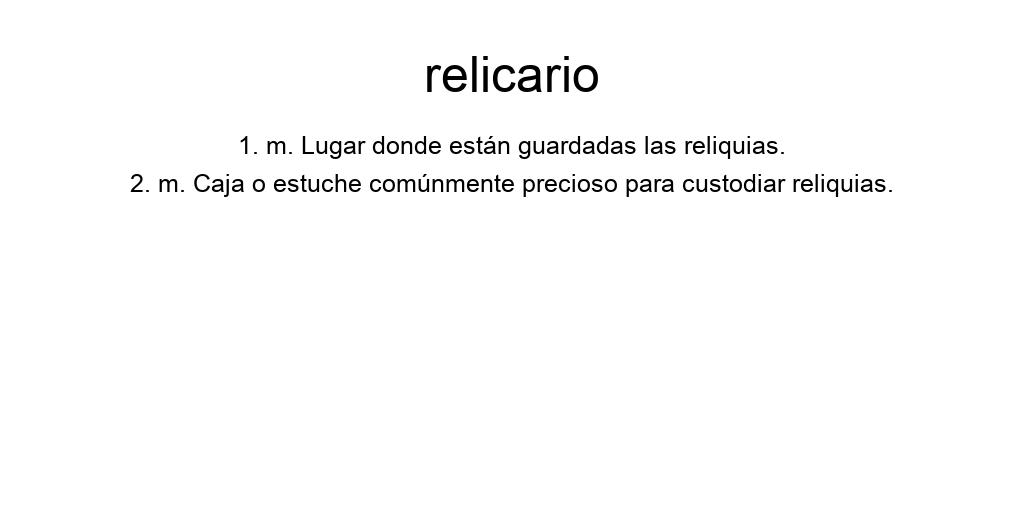 relicario
1. m. Lugar donde están guardadas las reliquias.
2. m. Caja o estuche comúnmente precioso para custodiar reliquias.